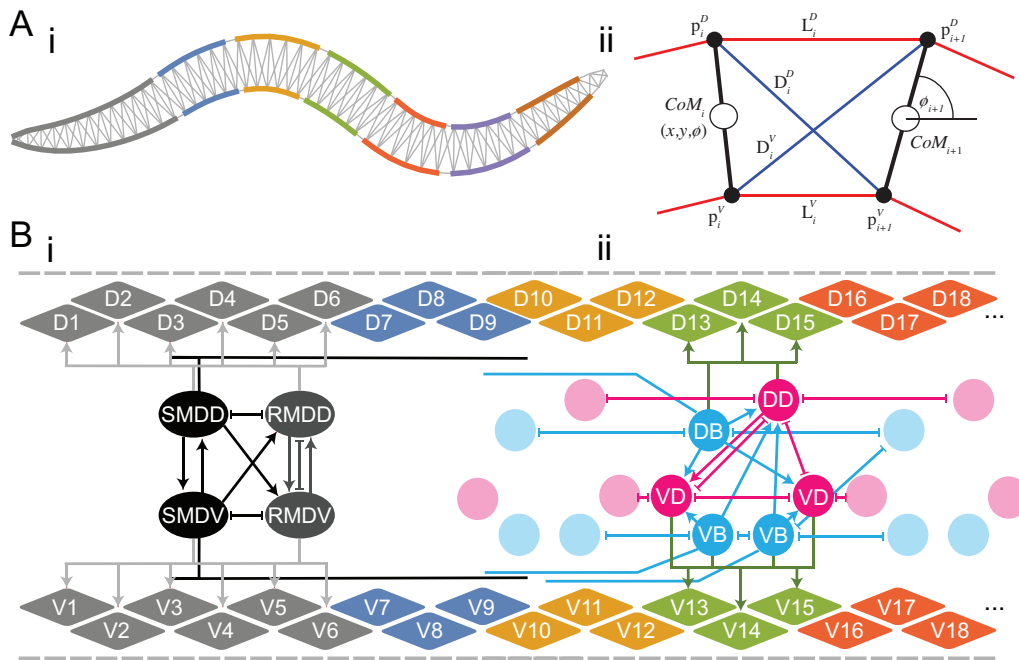 A
i
ii
p_i^D
L_i^D
p_{i+1}^D
D_i^D
CoM_i
(x,y,ϕ)
ϕ_{i+1}
D_i^V
CoM_{i+1}
p_i^V
L_i^V
p_{i+1}^V
B
i
ii
D2 D4 D6 D8 D10 D12 D14 D16 D18
D1 D3 D5 D7 D9 D11 D13 D15 D17 ...
SMDD RMDD DD
DB
SMDV RMDV VD VD
VB VB
V1 V3 V5 V7 V9 V11 V13 V15 V17 ...
V2 V4 V6 V8 V10 V12 V14 V16 V18